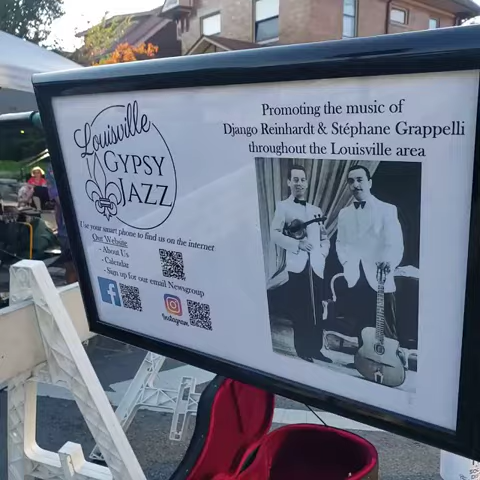 Louisville
GYPSY
JAZZ
Promoting the music of
Django Reinhardt & Stéphane Grappelli
throughout the Louisville area
Use your smart phone to find us on the internet
Our Website
- About Us
- Calendar
- Sign up for our email Newsgroup
f
Instagram